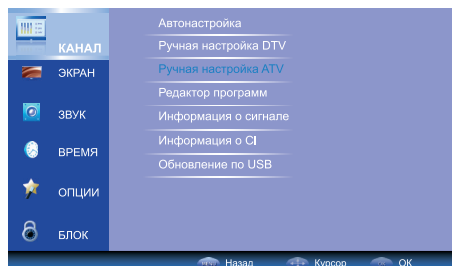 КАНАЛ
ЭКРАН
ЗВУК
ВРЕМЯ
ОПЦИИ
БЛОК
Автонастройка
Ручная настройка DTV
Ручная настройка ATV
Редактор программ
Информация о сигнале
Информация о CI
Обновление по USB
Назад
Курсор
OK